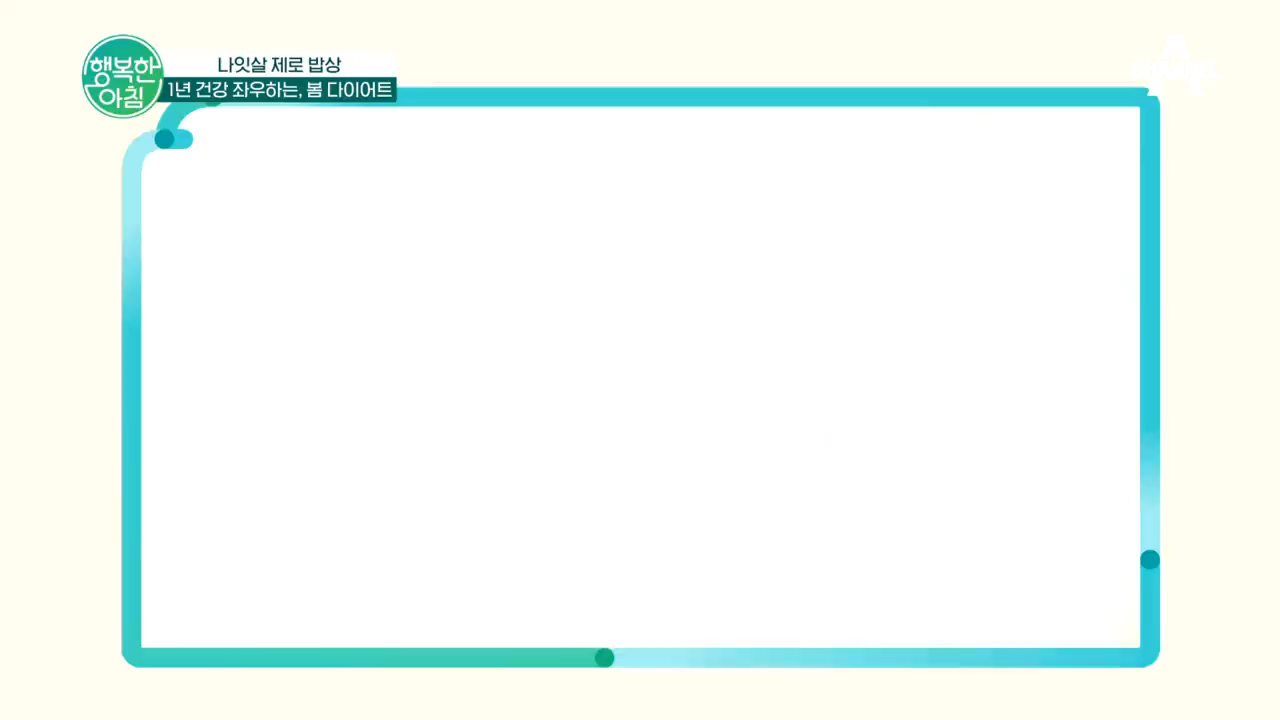 행복한
아침
나잇살 제로 밥상
1년 건강 좌우하는, 봄 다이어트